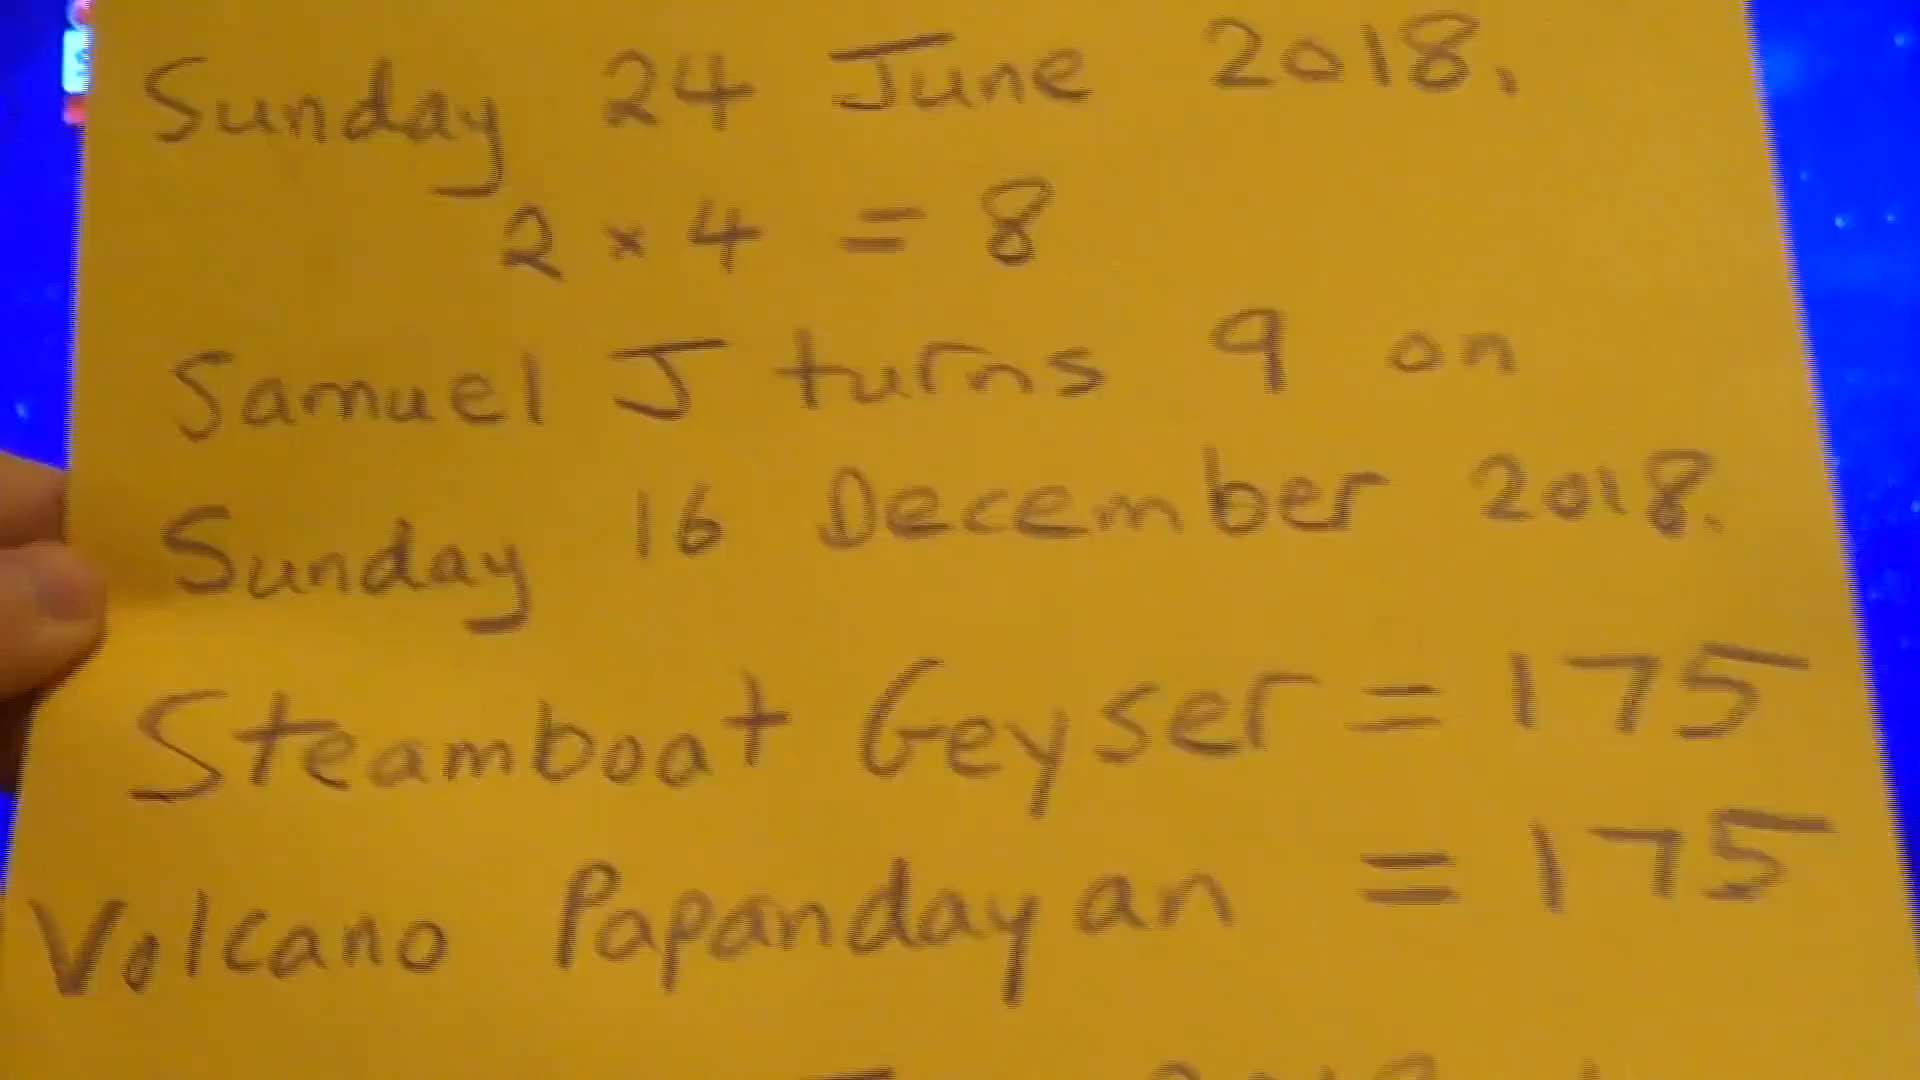 Sunday 24 June 2018.
2 × 4 = 8
Samuel J turns 9 on
Sunday 16 December 2018.
Steamboat Geyser = 175
Volcano Papandayan = 175